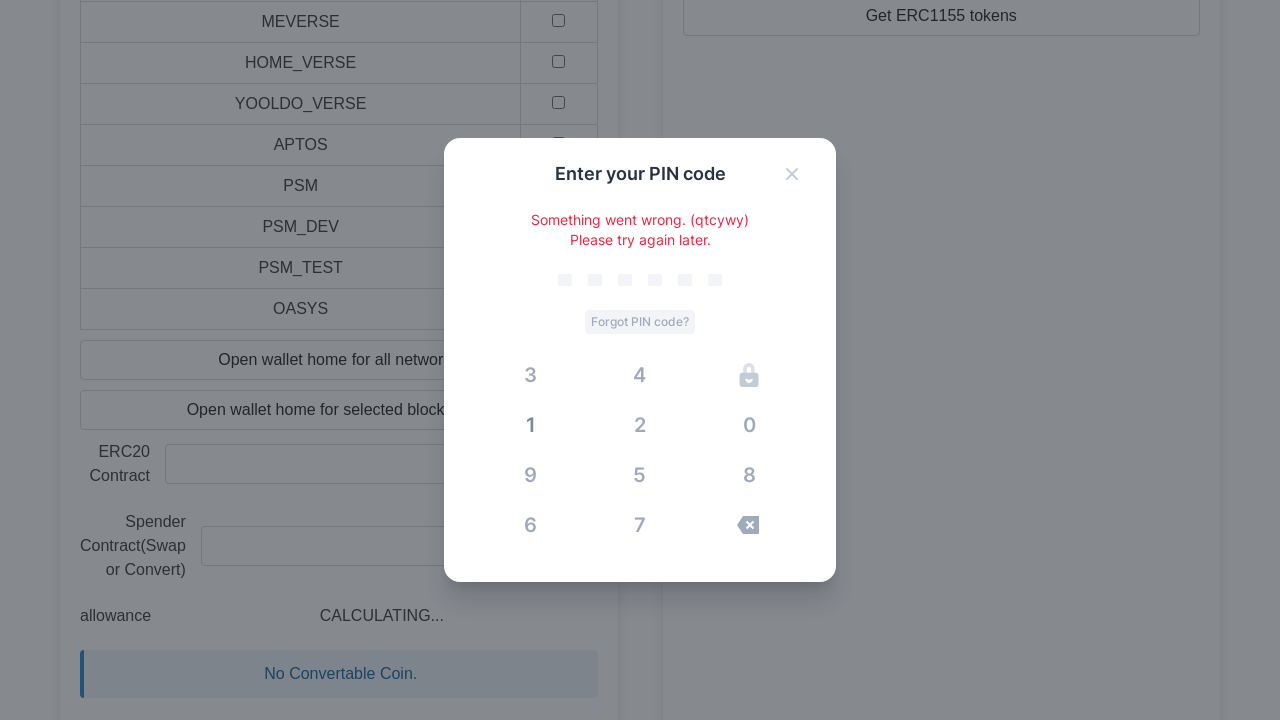 MEVERSE
HOME_VERSE
YOOLDO_VERSE
APTOS
PSM
PSM_DEV
PSM_TEST
OASYS
Open wallet home for all networ
Open wallet home for selected block
ERC20
Contract
Spender
Contract(Swap
or Convert)
allowance CALCULATING...
No Convertable Coin.
Get ERC1155 tokens
Enter your PIN code
Something went wrong. (qtcywy)
Please try again later.
Forgot PIN code?
3 4
1 2 0
9 5 8
6 7